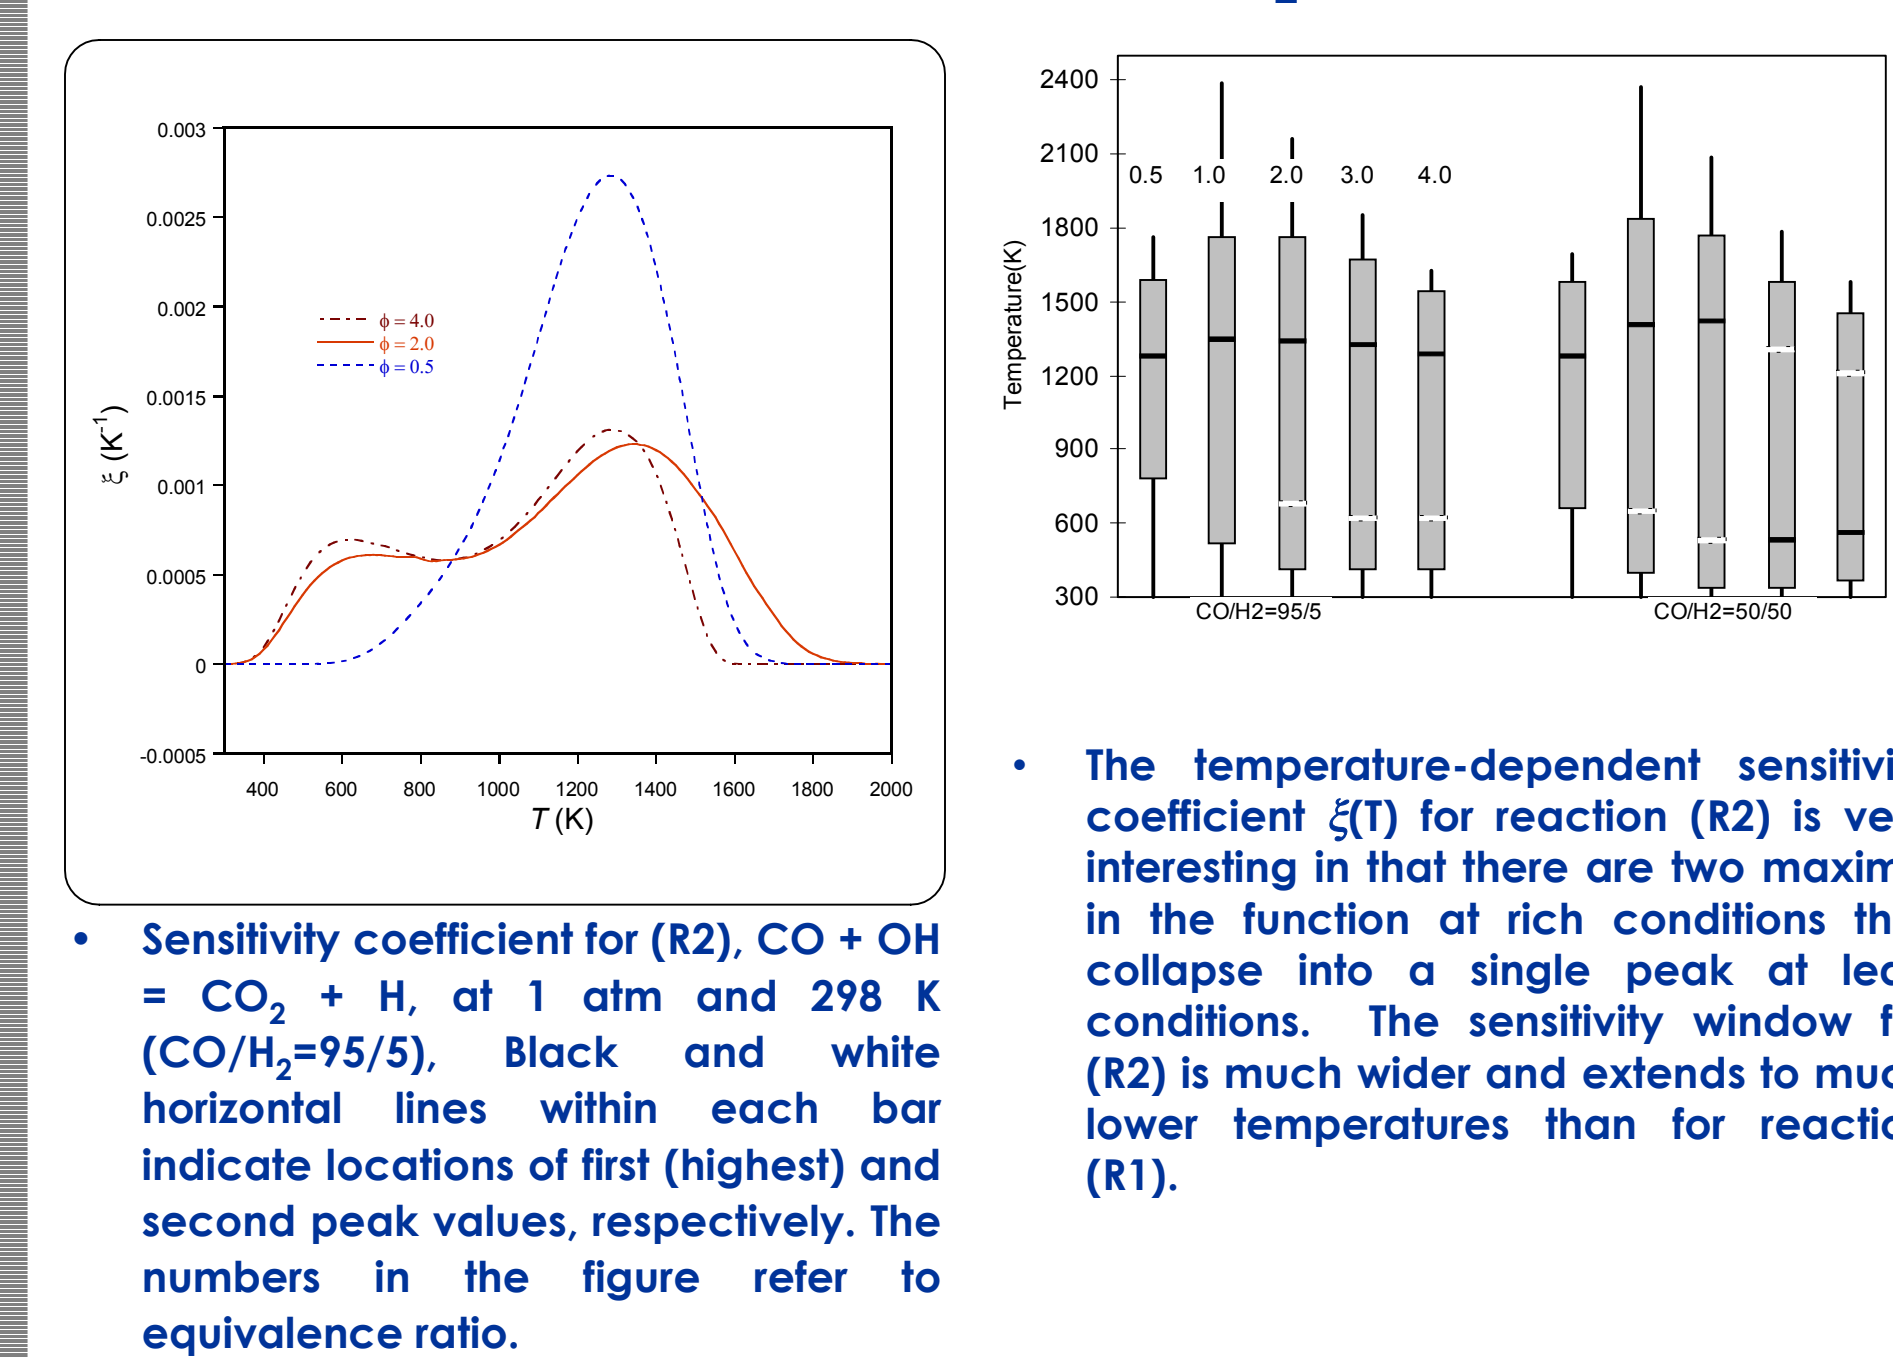 0.003
0.0025
0.002
0.0015
0.001
0.0005
0
-0.0005
ξ (K-1)
ϕ = 4.0
ϕ = 2.0
ϕ = 0.5
400 600 800 1000 1200 1400 1600 1800 2000
T (K)
• Sensitivity coefficient for (R2), CO + OH
= CO2 + H, at 1 atm and 298 K
(CO/H2=95/5), Black and white
horizontal lines within each bar
indicate locations of first (highest) and
second peak values, respectively. The
numbers in the figure refer to
equivalence ratio.
2400
2100
1800
1500
1200
900
600
300
Temperature(K)
0.5 1.0 2.0 3.0 4.0
CO/H2=95/5 CO/H2=50/50
• The temperature-dependent sensitivi
coefficient ξ(T) for reaction (R2) is ve
interesting in that there are two maxim
in the function at rich conditions th
collapse into a single peak at lea
conditions. The sensitivity window f
(R2) is much wider and extends to muc
lower temperatures than for reactio
(R1).